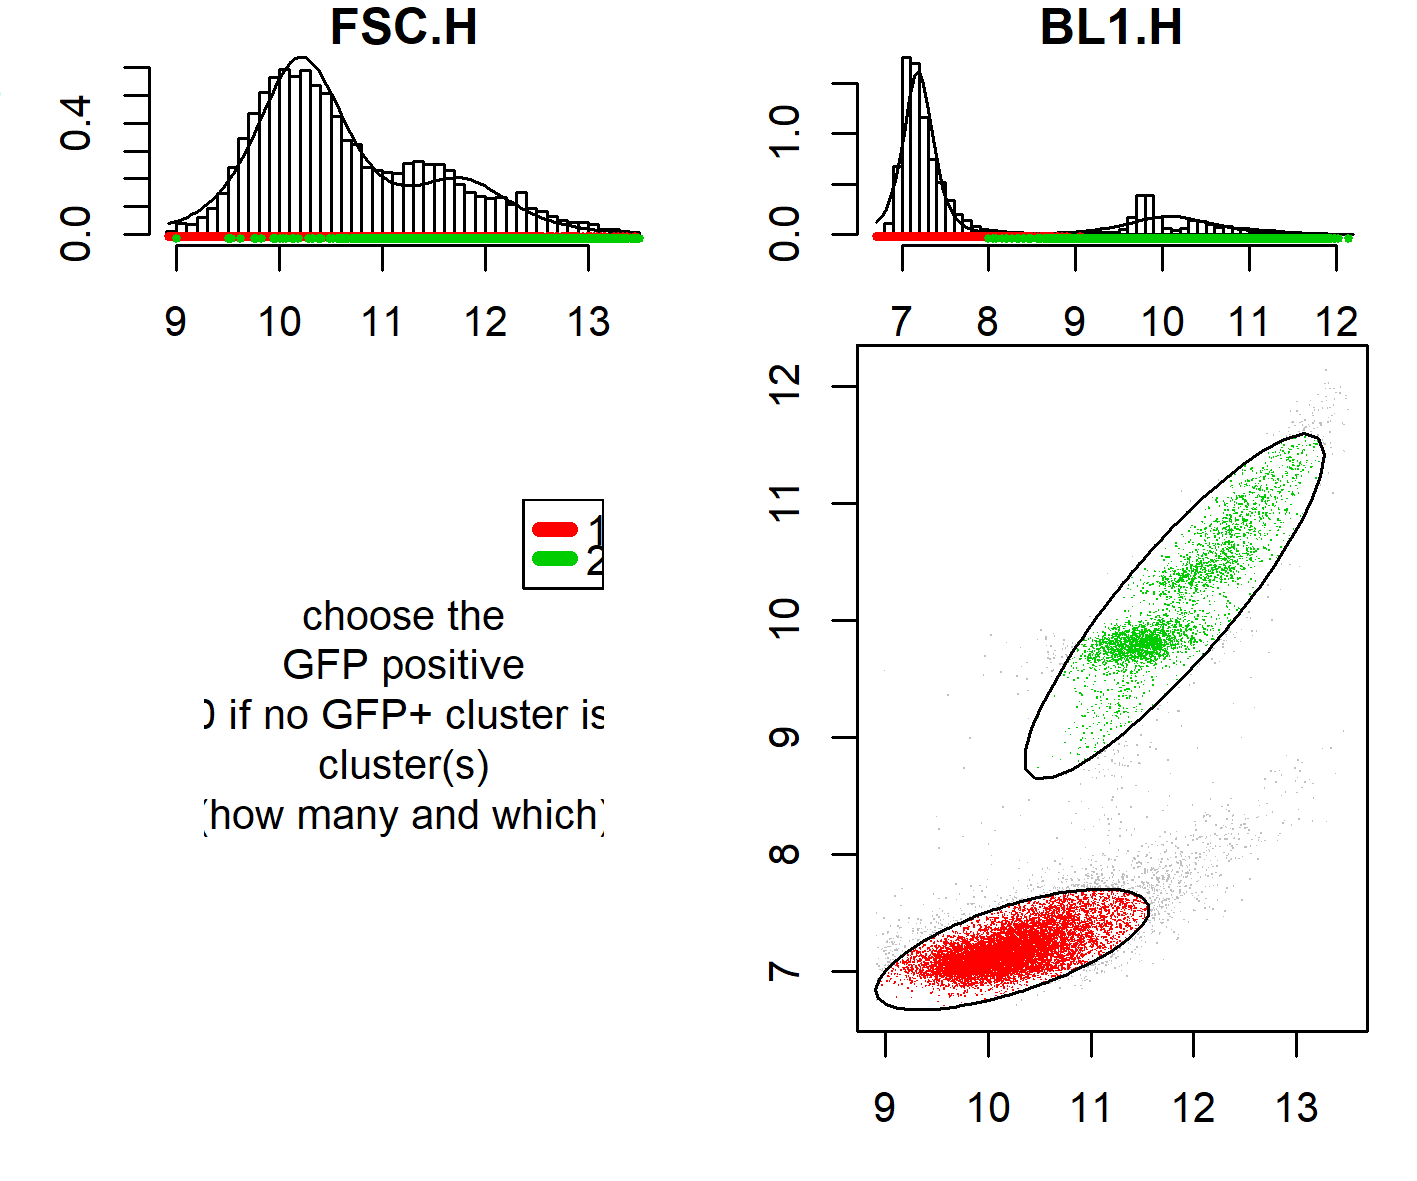 FSC.H
BL1.H
0.0 0.4
9 10 11 12 13
0.0 1.0
7 8 9 10 11 12
1
2
choose the
GFP positive
0 if no GFP+ cluster is
cluster(s)
(how many and which)
7 8 9 10 11 12
9 10 11 12 13